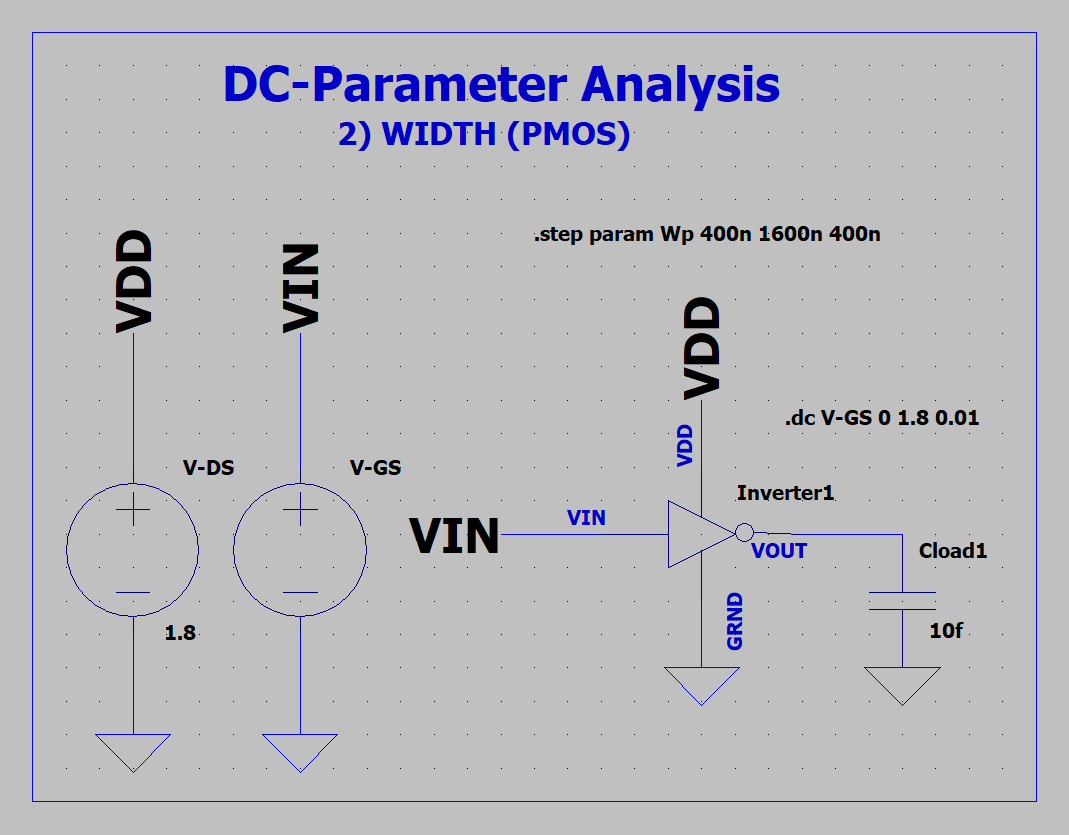 DC-Parameter Analysis
2) WIDTH (PMOS)
.step param Wp 400n 1600n 400n
VDD
VIN
VDD
.dc V-GS 0 1.8 0.01
VDD
V-DS
V-GS
Inverter1
VIN
VIN
VOUT
Cload1
GRND
1.8
10f